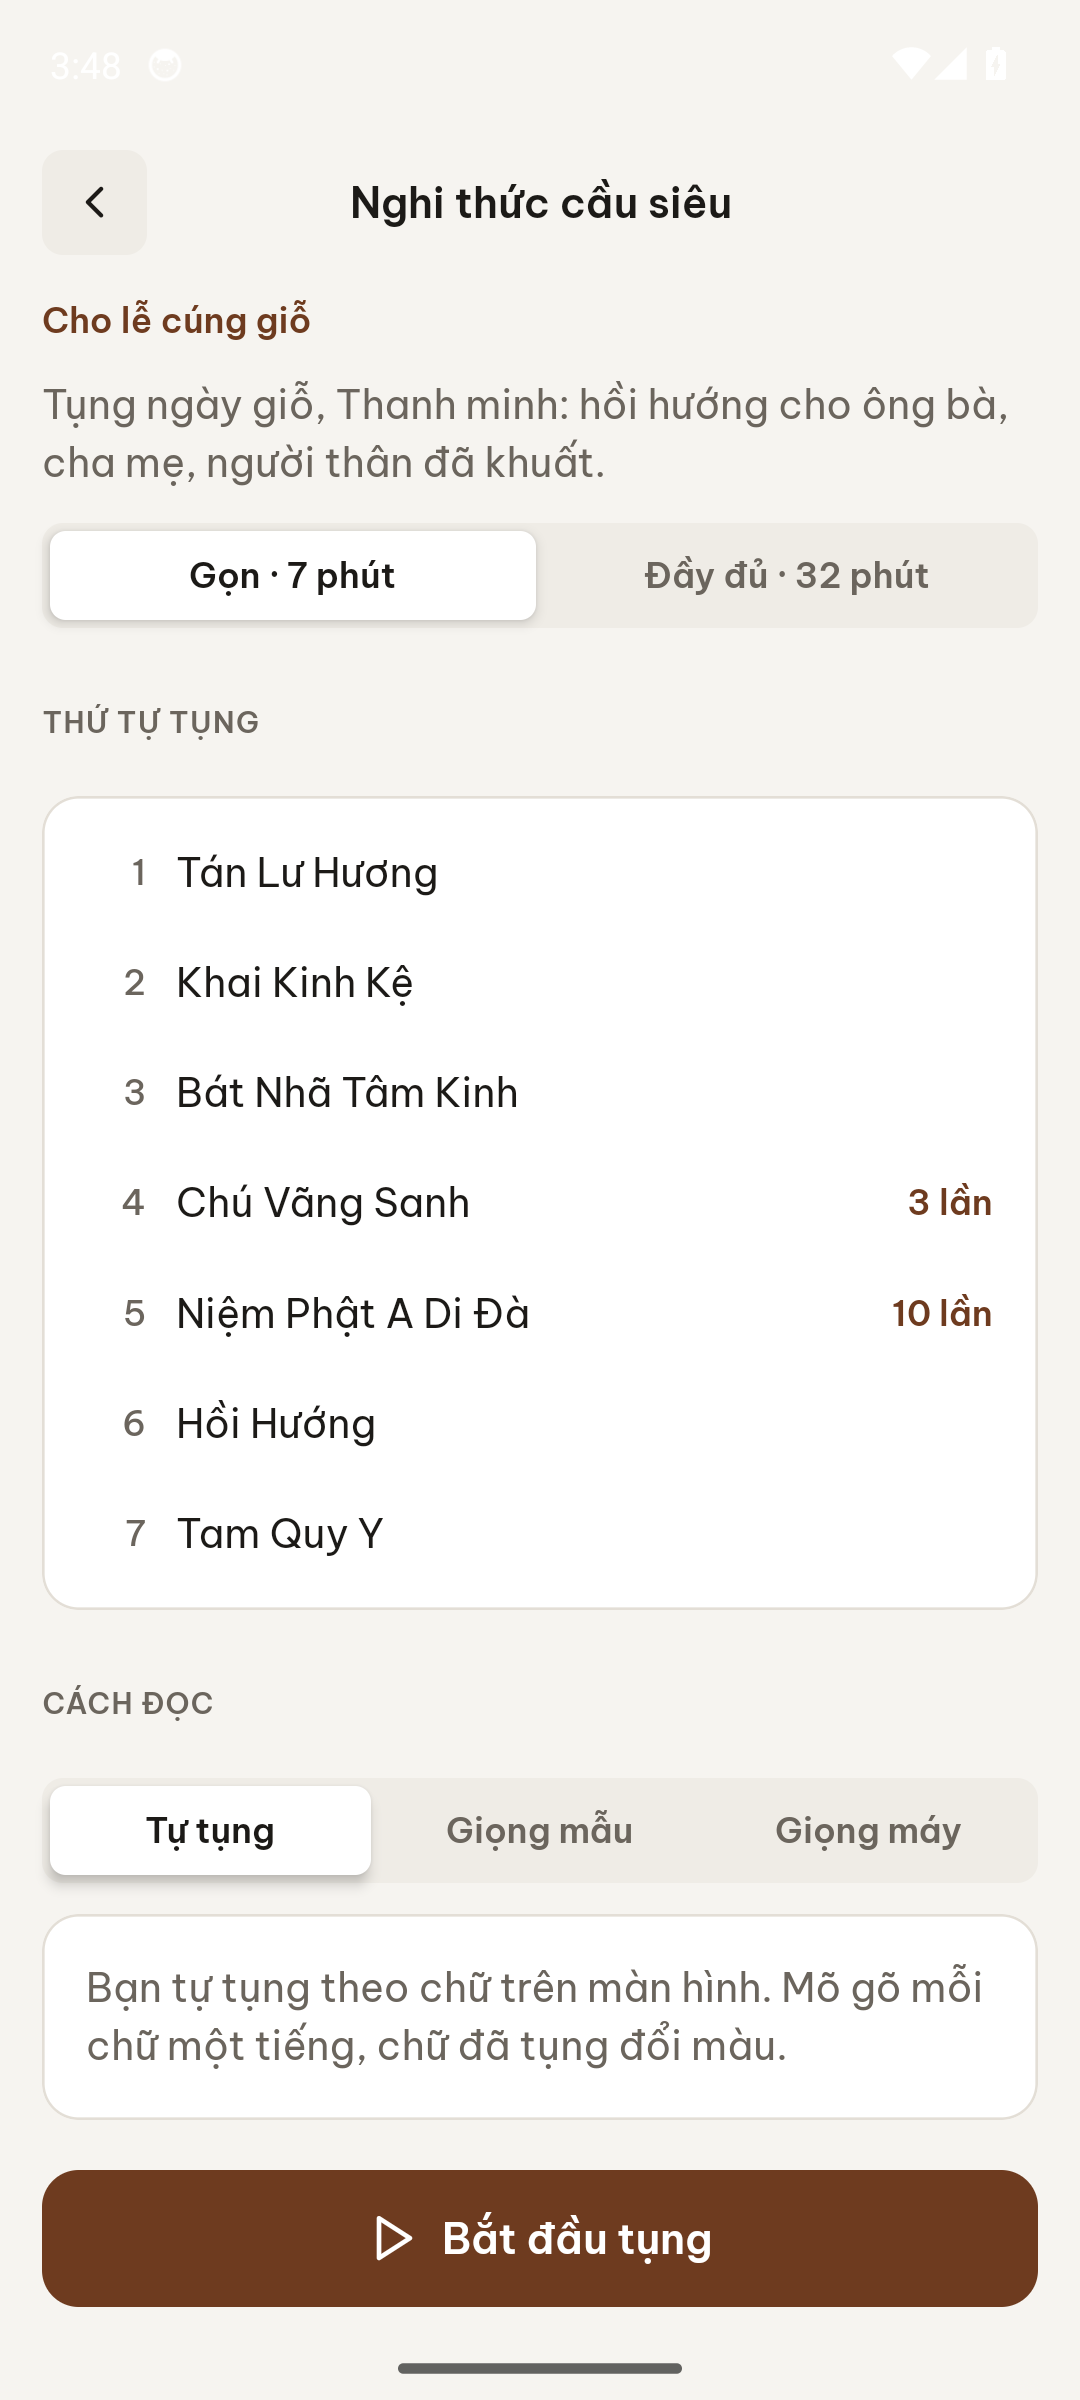 3:48
Nghi thức cầu siêu
Cho lễ cúng giỗ
Tụng ngày giỗ, Thanh minh: hồi hướng cho ông bà,
cha mẹ, người thân đã khuất.
Gọn · 7 phút
Đầy đủ · 32 phút
THỨ TỰ TỤNG
1 Tán Lư Hương
2 Khai Kinh Kệ
3 Bát Nhã Tâm Kinh
4 Chú Vãng Sanh 3 lần
5 Niệm Phật A Di Đà 10 lần
6 Hồi Hướng
7 Tam Quy Y
CÁCH ĐỌC
Tự tụng
Giọng mẫu
Giọng máy
Bạn tự tụng theo chữ trên màn hình. Mõ gõ mỗi
chữ một tiếng, chữ đã tụng đổi màu.
Bắt đầu tụng